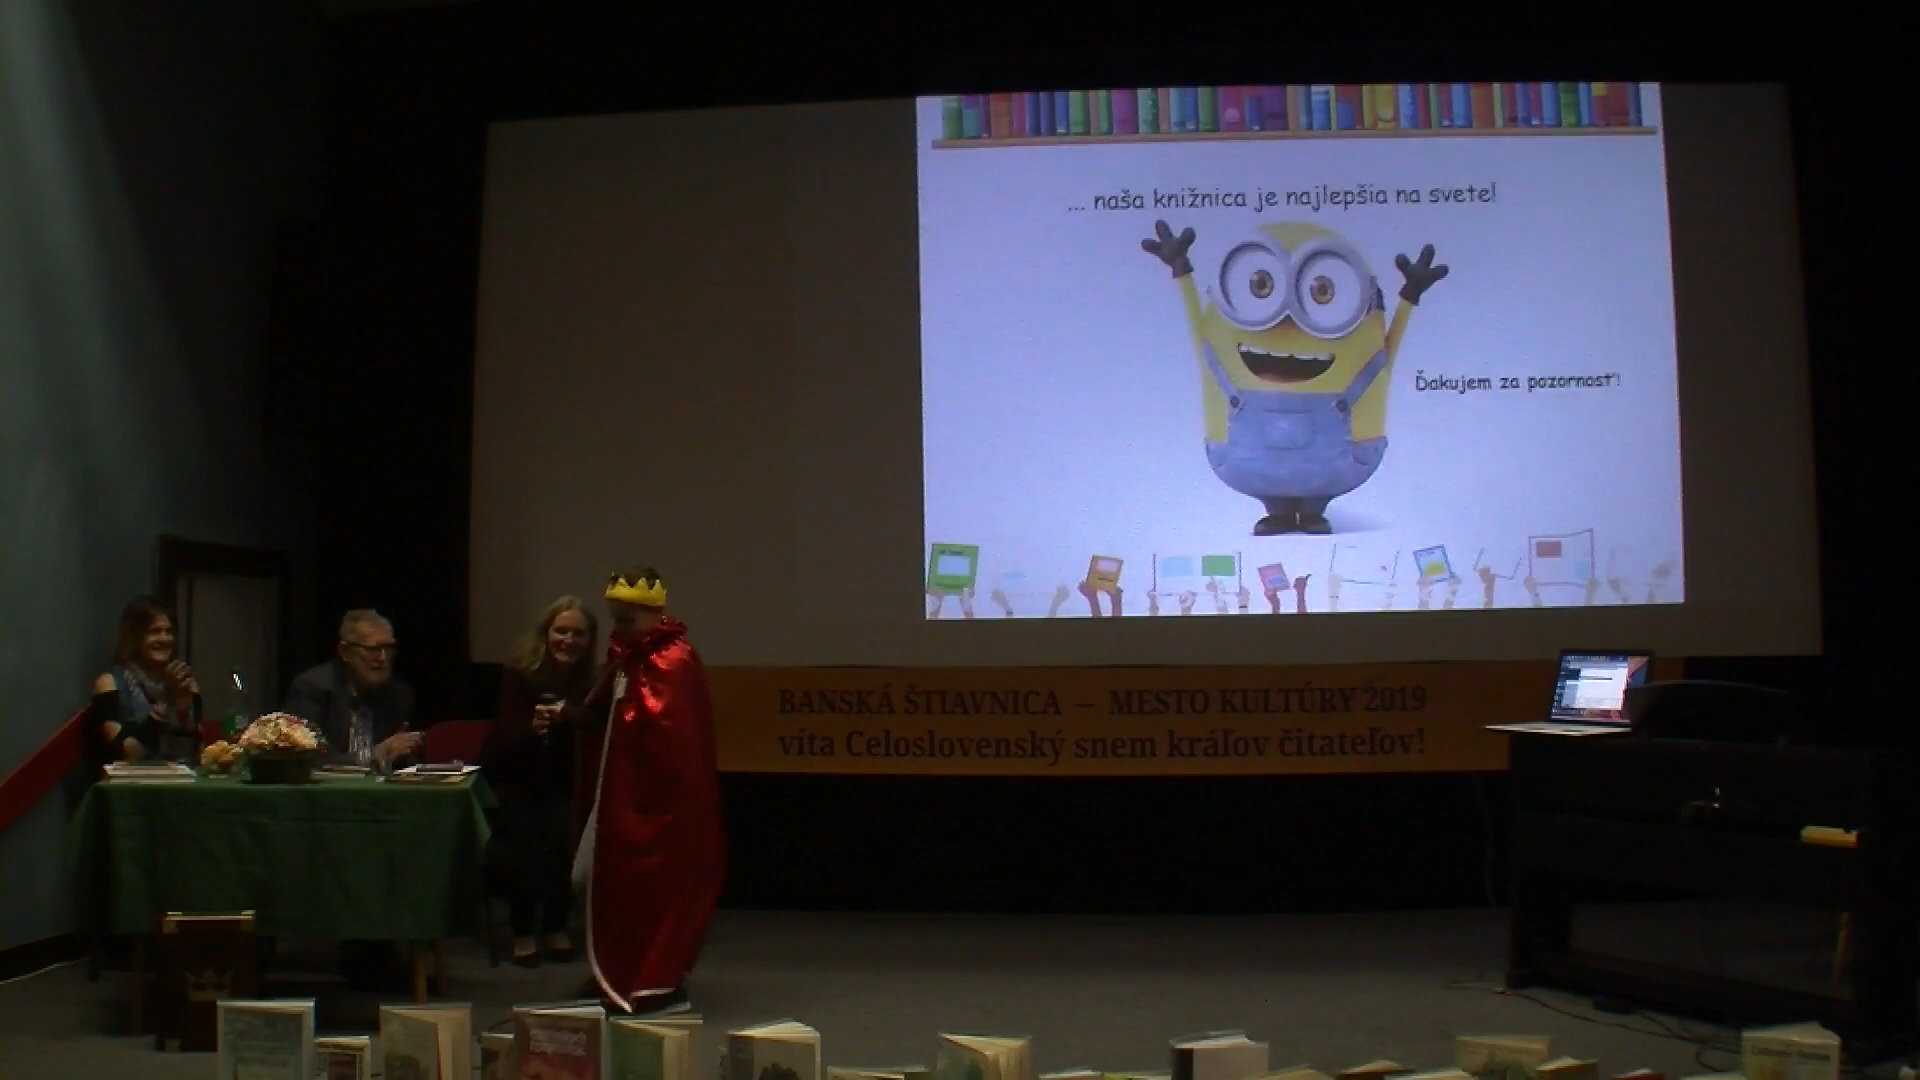 ... naša knižnica je najlepšia na svete!
Ďakujem za pozornosť!
BANSKÁ ŠTIAVNICA – MESTO KULTÚRY 2019
víta Celoslovenský snem kráľov čitateľov!